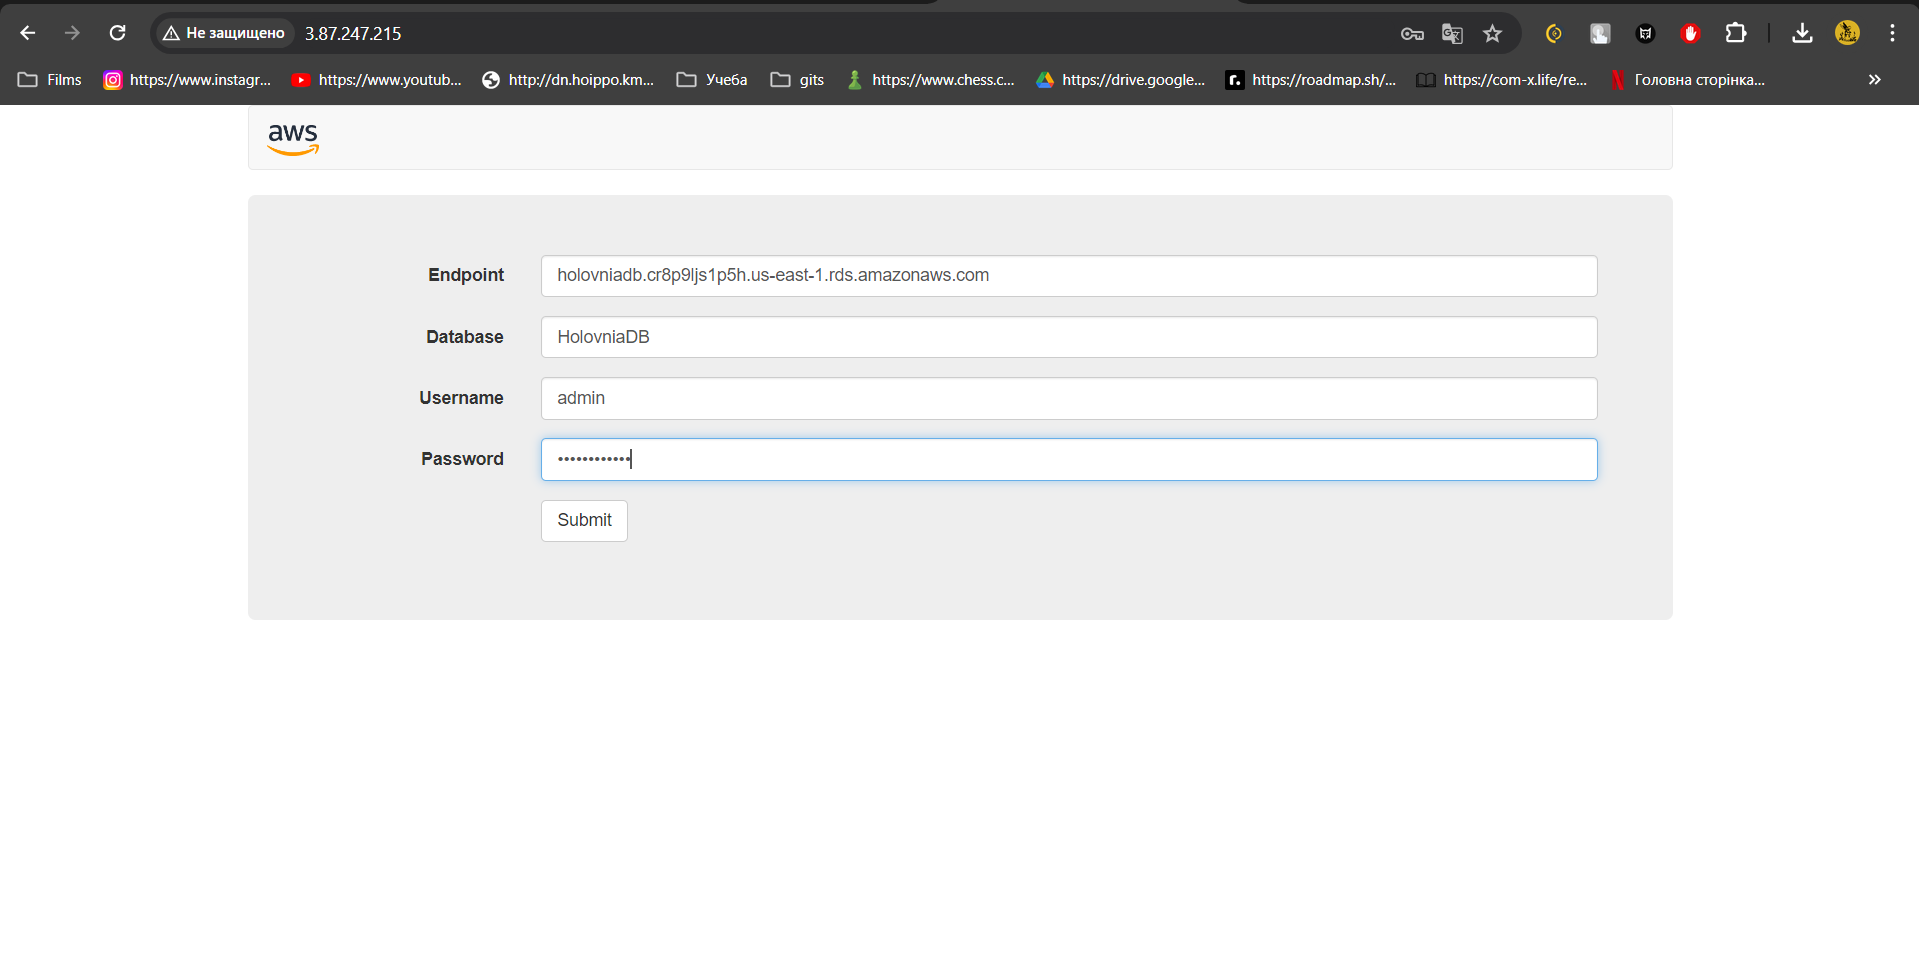 Не защищено 3.87.247.215
Films https://www.instagr... https://www.youtub... http://dn.hoippo.km... Учеба gits https://www.chess.c... https://drive.google... https://roadmap.sh/... https://com-x.life/re... Головна сторінка...
aws
Endpoint holovniadb.cr8p9ljs1p5h.us-east-1.rds.amazonaws.com
Database HolovniaDB
Username admin
Password ••••••••••••
Submit